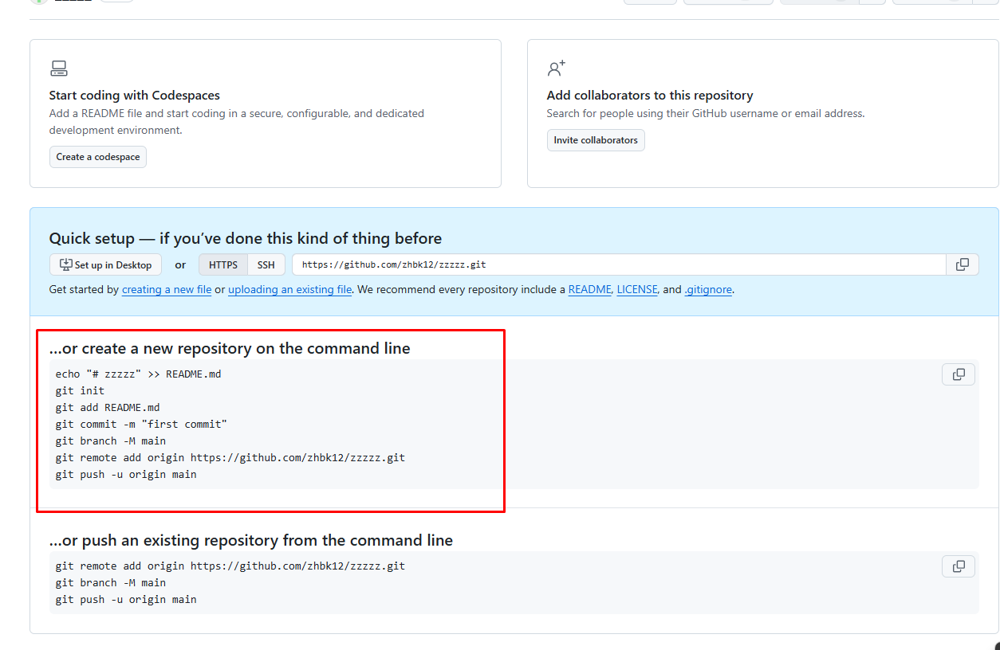 Start coding with Codespaces
Add a README file and start coding in a secure, configurable, and dedicated
development environment.
Create a codespace
Add collaborators to this repository
Search for people using their GitHub username or email address.
Invite collaborators
Quick setup — if you’ve done this kind of thing before
Set up in Desktop or HTTPS SSH https://github.com/zhbk12/zzzzz.git
Get started by creating a new file or uploading an existing file. We recommend every repository include a README, LICENSE, and .gitignore.
…or create a new repository on the command line
echo "# zzzzz" >> README.md
git init
git add README.md
git commit -m "first commit"
git branch -M main
git remote add origin https://github.com/zhbk12/zzzzz.git
git push -u origin main
…or push an existing repository from the command line
git remote add origin https://github.com/zhbk12/zzzzz.git
git branch -M main
git push -u origin main